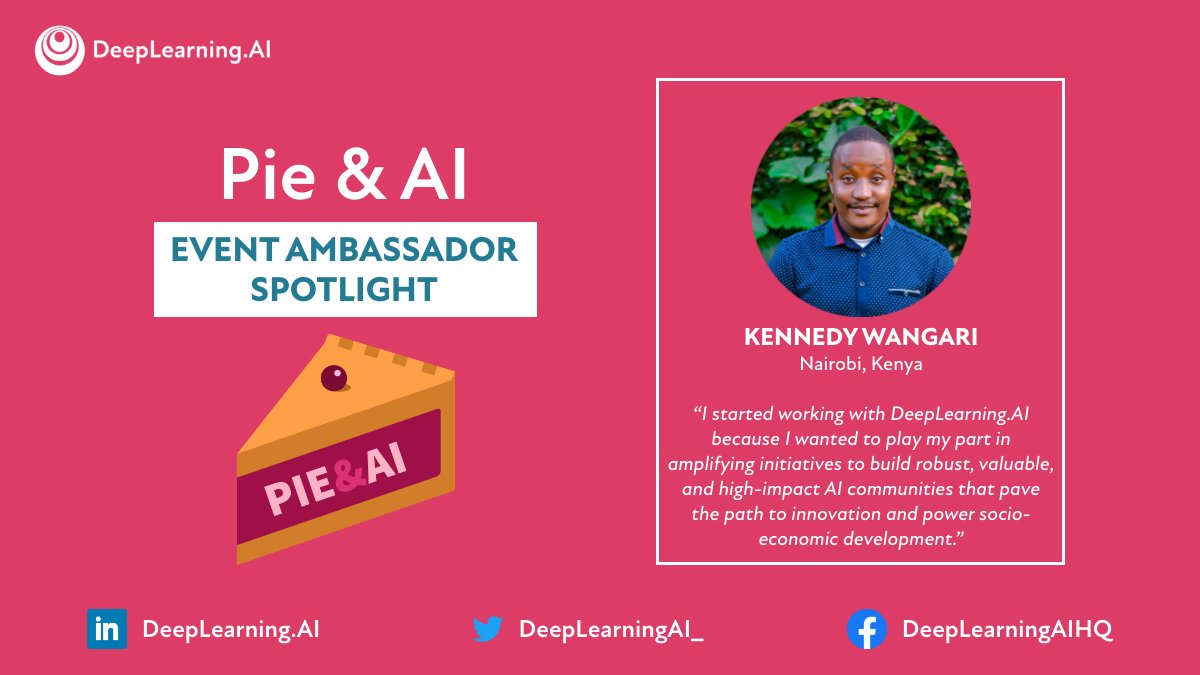 DeepLearning.AI
Pie & AI
EVENT AMBASSADOR
SPOTLIGHT
PIE&AI
KENNEDY WANGARI
Nairobi, Kenya
“I started working with DeepLearning.AI
because I wanted to play my part in
amplifying initiatives to build robust, valuable,
and high-impact AI communities that pave
the path to innovation and power socio-
economic development.”
in DeepLearning.AI
DeepLearningAI_
f DeepLearningAIHQ